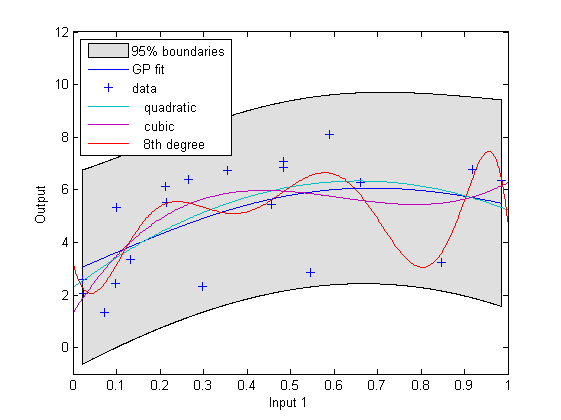 12
10
8
6
4
2
0
Output
95% boundaries
GP fit
data
quadratic
cubic
8th degree
0 0.1 0.2 0.3 0.4 0.5 0.6 0.7 0.8 0.9 1
Input 1